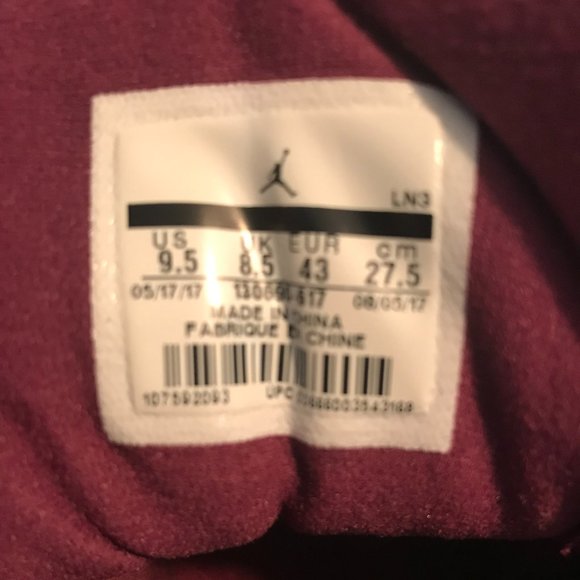 LN3
US UK EUR cm
9.5 8.5 43 27.5
05/17/17 08/05/17
MADE IN CHINA
FABRIQUE CHINE
107592093 UPC